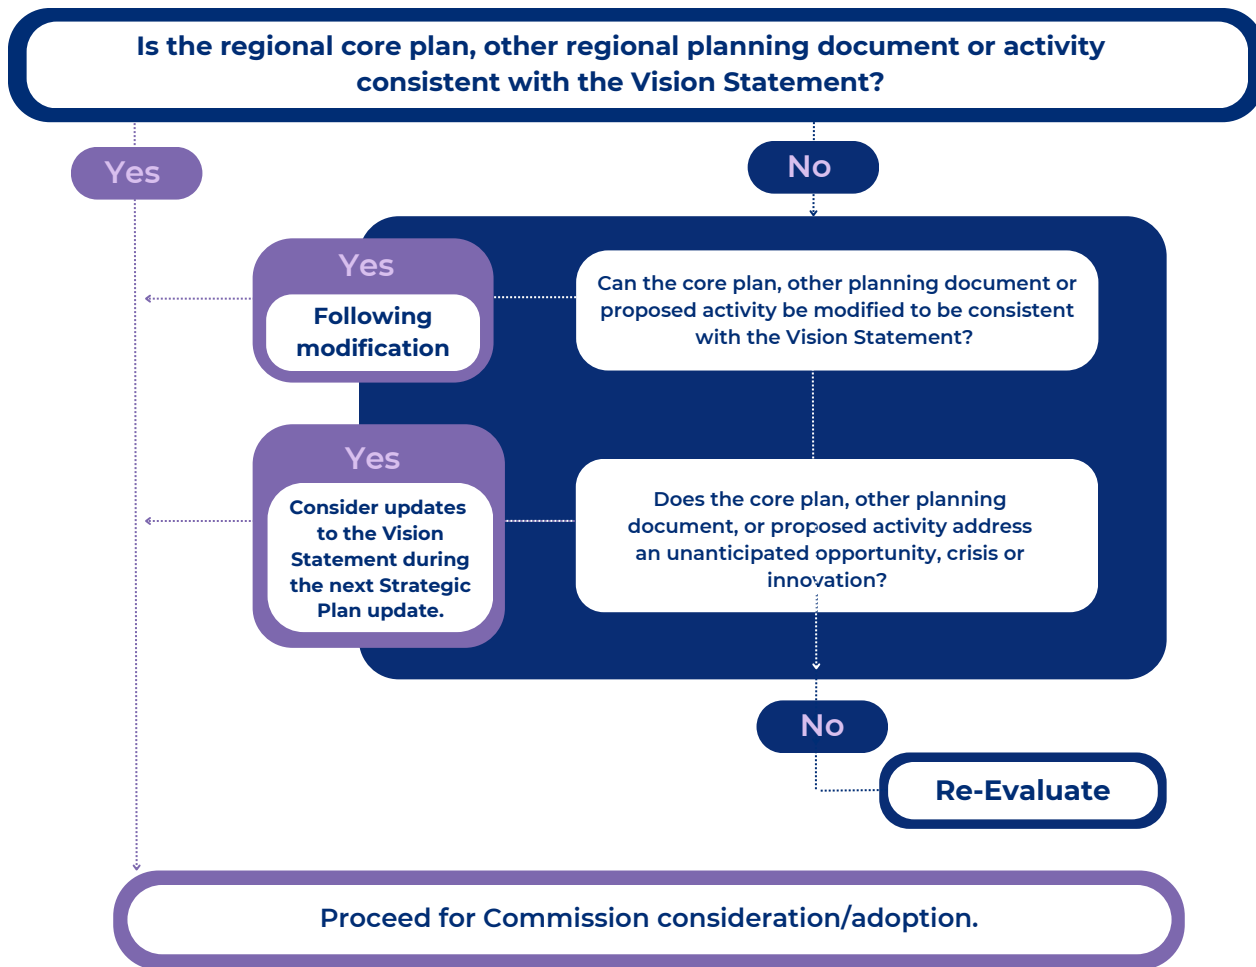 Is the regional core plan, other regional planning document or activity
consistent with the Vision Statement?
Yes
No
Yes
Following
modification
Can the core plan, other planning document or
proposed activity be modified to be consistent
with the Vision Statement?
Yes
Consider updates
to the Vision
Statement during
the next Strategic
Plan update.
Does the core plan, other planning
document, or proposed activity address
an unanticipated opportunity, crisis or
innovation?
No
Re-Evaluate
Proceed for Commission consideration/adoption.